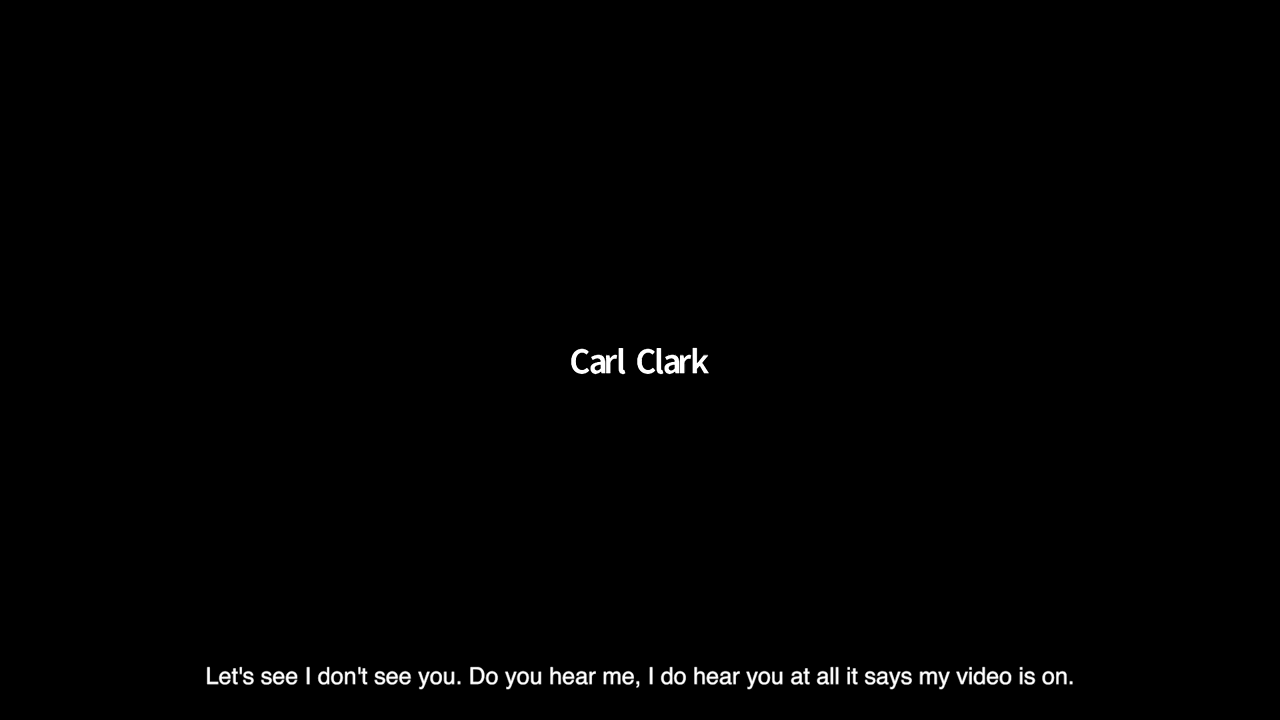 Carl Clark
Let's see I don't see you. Do you hear me, I do hear you at all it says my video is on.